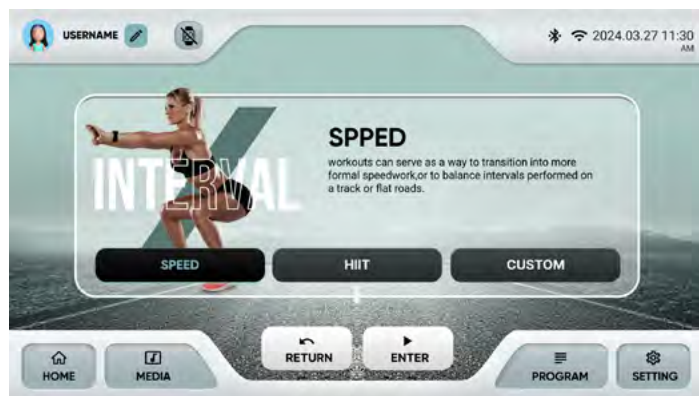 USERNAME
2024.03.27 11:30
AM
INTERVAL
SPPED
workouts can serve as a way to transition into more
formal speedwork,or to balance intervals performed on
a track or flat roads.
SPEED
HIIT
CUSTOM
RETURN
ENTER
HOME
MEDIA
PROGRAM
SETTING